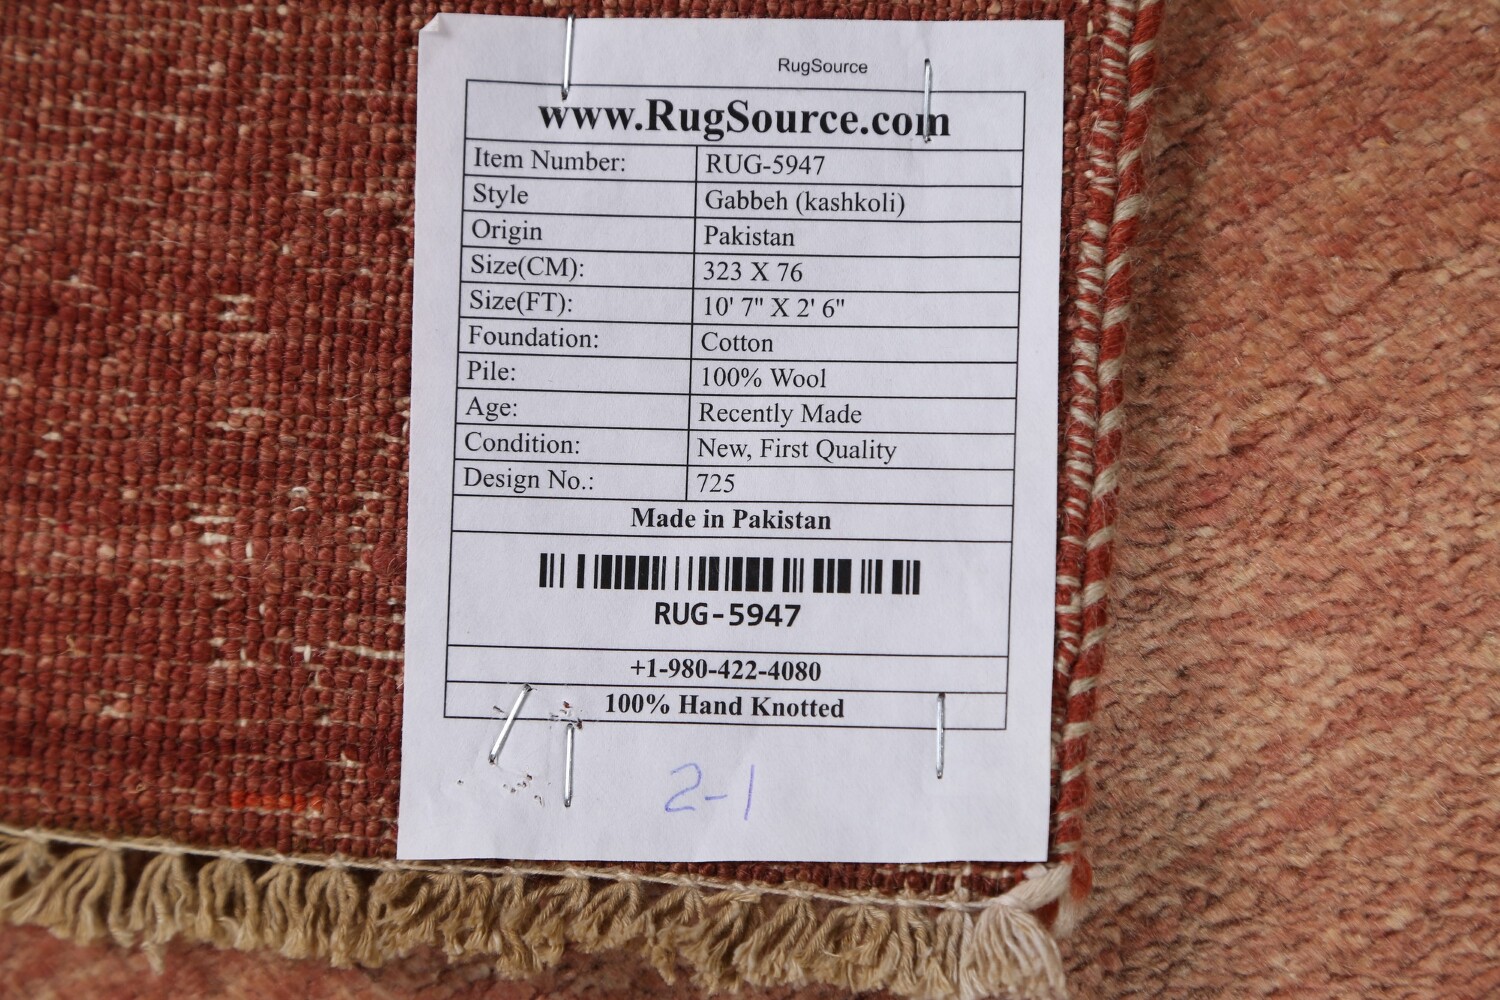 RugSource
www.RugSource.com
Item Number: RUG-5947
Style Gabbeh (kashkoli)
Origin Pakistan
Size(CM): 323 X 76
Size(FT): 10' 7" X 2' 6"
Foundation: Cotton
Pile: 100% Wool
Age: Recently Made
Condition: New, First Quality
Design No.: 725
Made in Pakistan
RUG-5947
+1-980-422-4080
100% Hand Knotted
2-1